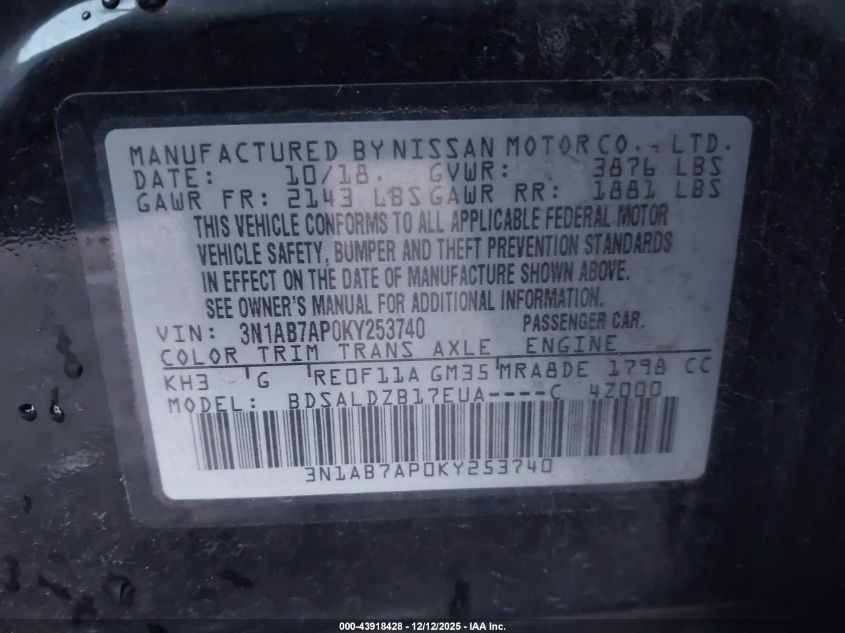 MANUFACTURED BY NISSAN MOTOR CO., LTD.
DATE: 10/18. GVWR: 3876 LBS
GAWR FR: 2143 LBS GAWR RR: 1881 LBS
THIS VEHICLE CONFORMS TO ALL APPLICABLE FEDERAL MOTOR
VEHICLE SAFETY, BUMPER AND THEFT PREVENTION STANDARDS
IN EFFECT ON THE DATE OF MANUFACTURE SHOWN ABOVE.
SEE OWNER'S MANUAL FOR ADDITIONAL INFORMATION.
VIN: 3N1AB7AP0KY253740 PASSENGER CAR.
COLOR TRIM TRANS AXLE ENGINE
KH3 G RE0F11A GM35 MRA8DE 1798 CC
MODEL: BDSALDZB17EUA----C 4Z000
3N1AB7AP0KY253740
000-43918428 - 12/12/2025 - IAA Inc.